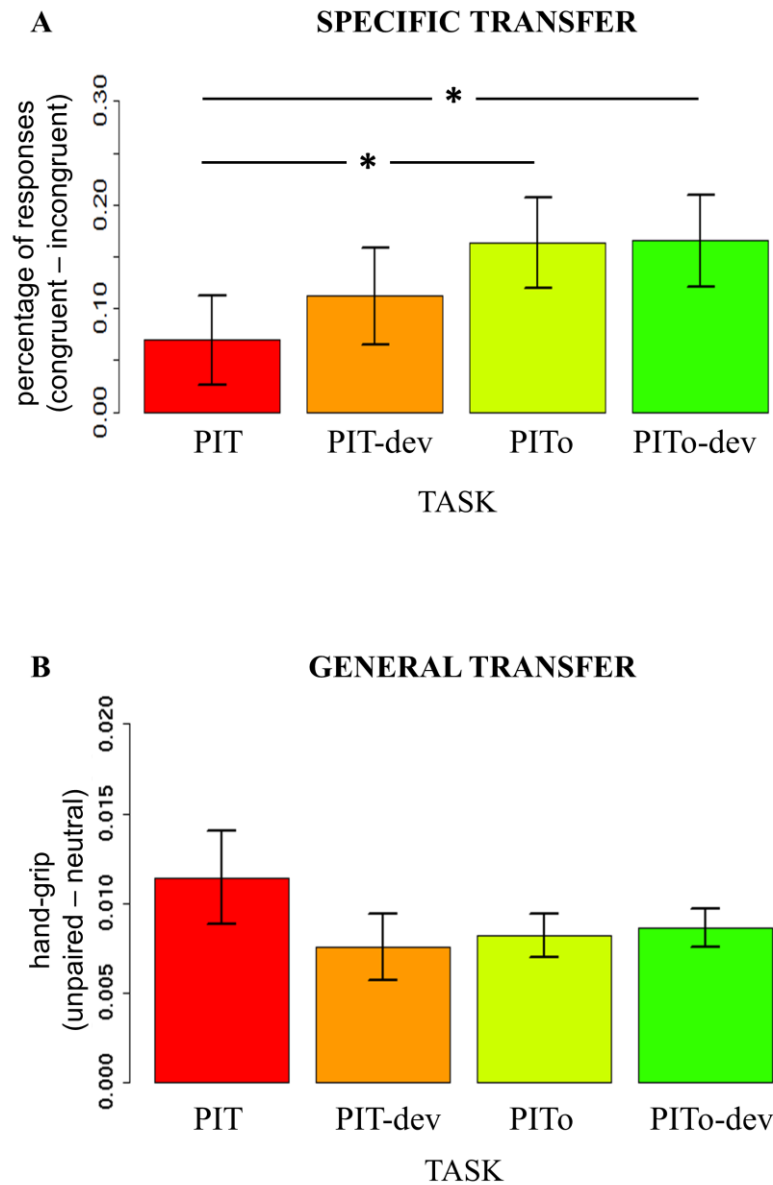 A SPECIFIC TRANSFER
percentage of responses
(congruent – incongruent)
0.30
0.20
0.10
0.00
*
*
PIT PIT-dev PITo PITo-dev
TASK
B GENERAL TRANSFER
hand-grip
(unpaired – neutral)
0.020
0.015
0.010
0.005
0.000
PIT PIT-dev PITo PITo-dev
TASK